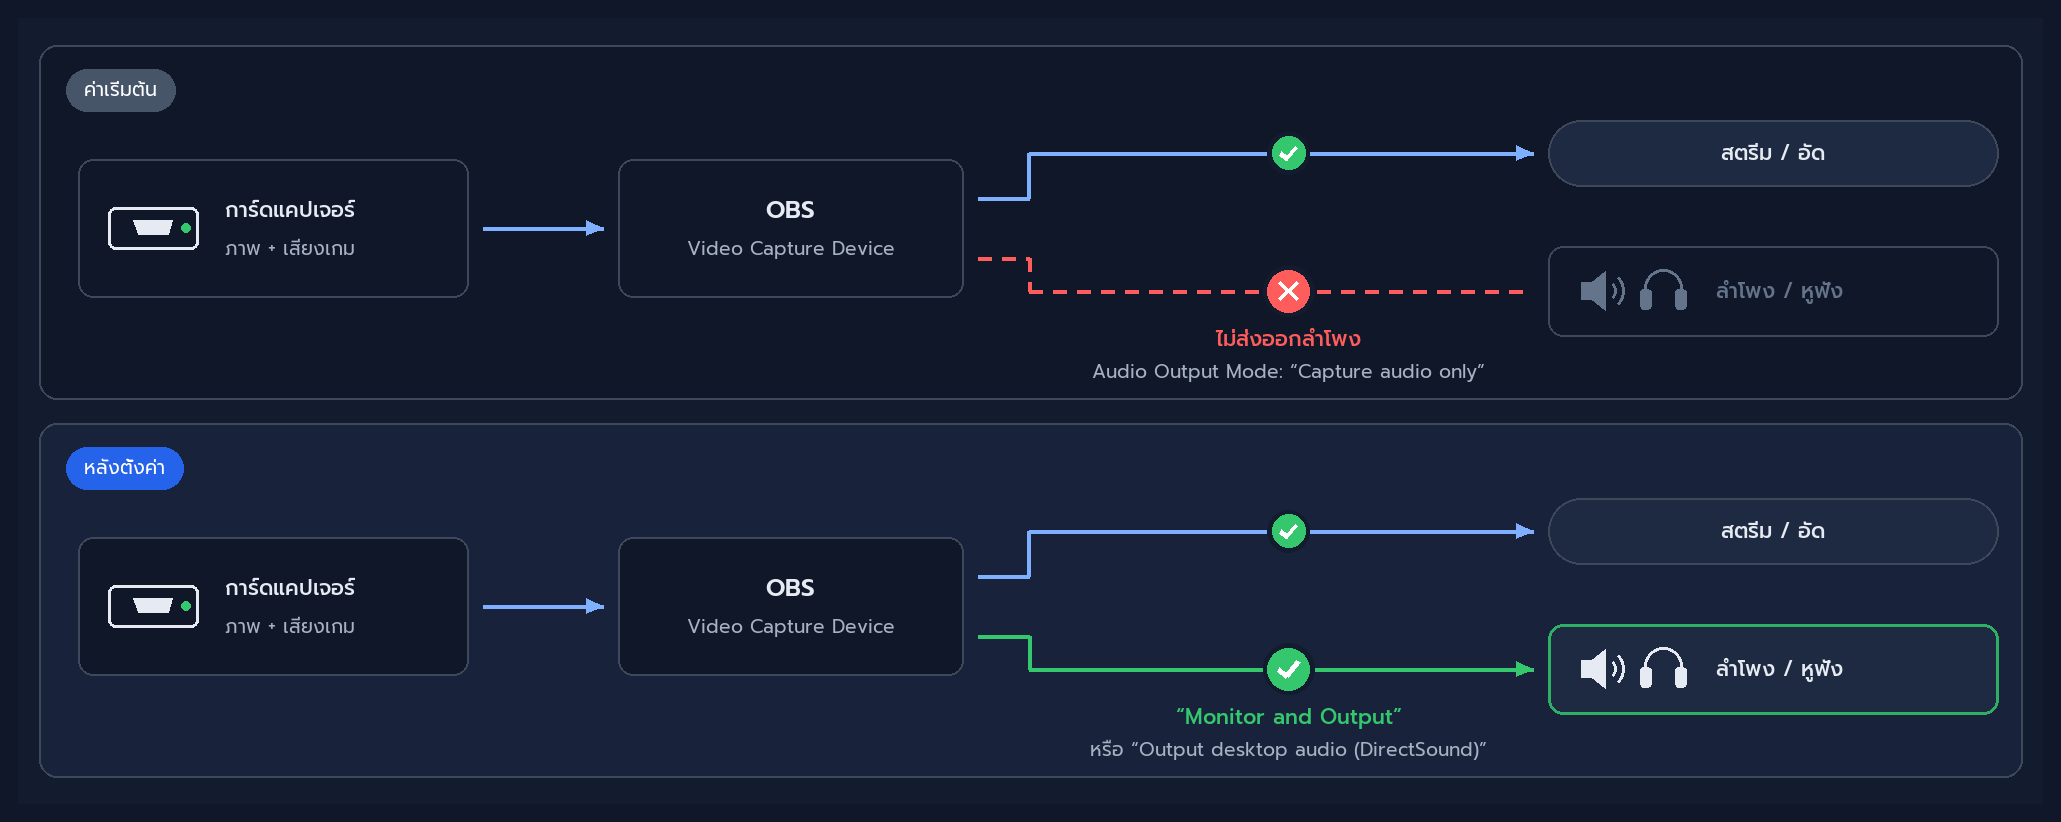 ค่าเริ่มต้น
การ์ดแคปเจอร์
ภาพ + เสียงเกม
OBS
Video Capture Device
สตรีม / อัด
ลำโพง / หูฟัง
ไม่ส่งออกลำโพง
Audio Output Mode: “Capture audio only”
หลังตั้งค่า
การ์ดแคปเจอร์
ภาพ + เสียงเกม
OBS
Video Capture Device
สตรีม / อัด
ลำโพง / หูฟัง
“Monitor and Output”
หรือ “Output desktop audio (DirectSound)”